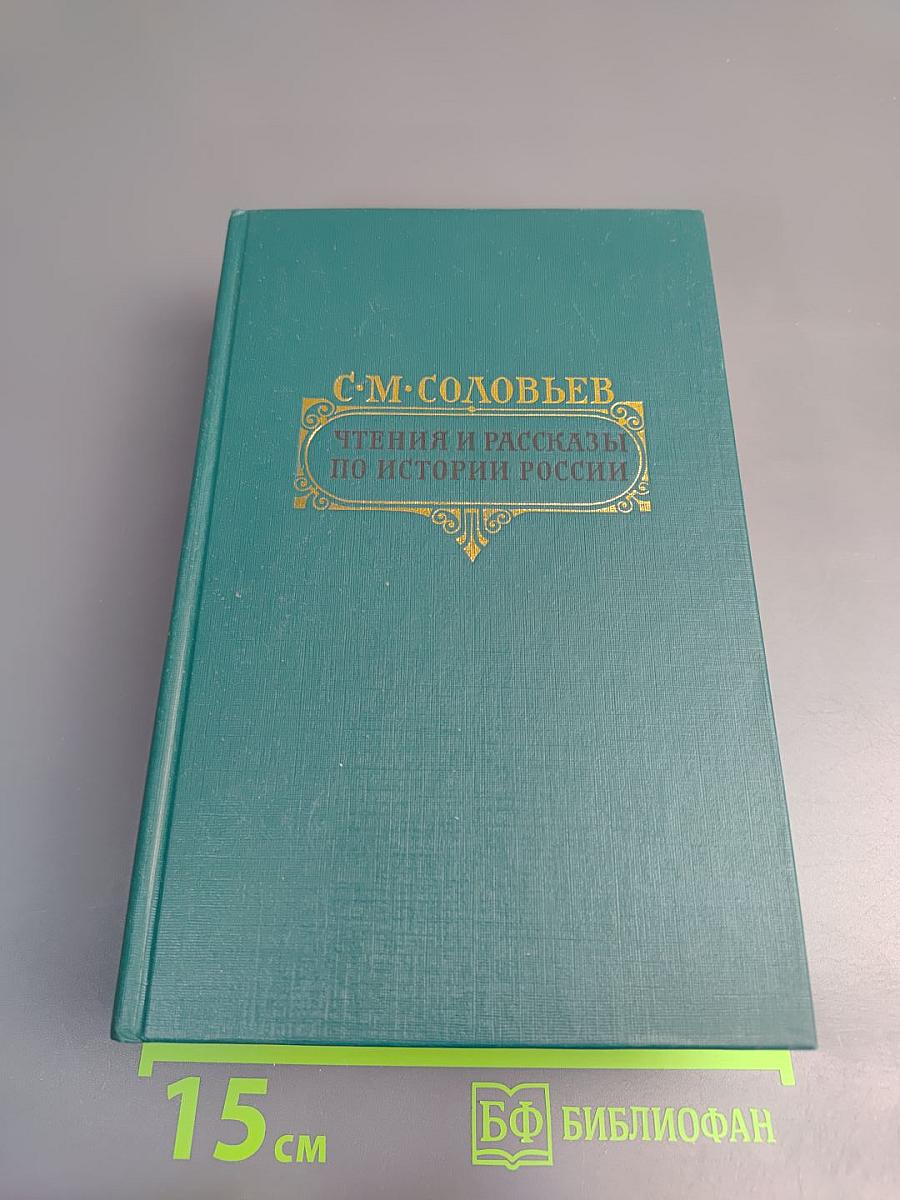 С·М·СОЛОВЬЕВ
ЧТЕНИЯ И РАССКАЗЫ
ПО ИСТОРИИ РОССИИ
15 см
БФ БИБЛИОФАН